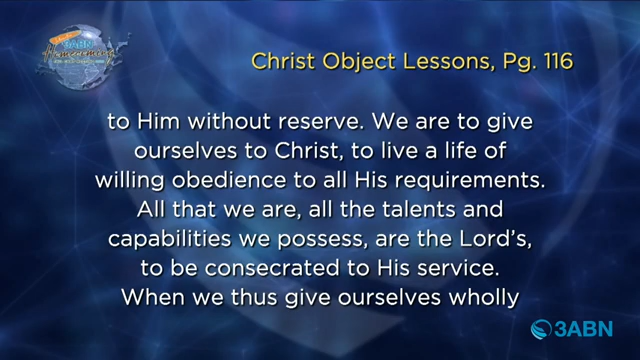 3ABN
Homecoming
Christ Object Lessons, Pg. 116
to Him without reserve. We are to give
ourselves to Christ, to live a life of
willing obedience to all His requirements.
All that we are, all the talents and
capabilities we possess, are the Lord's,
to be consecrated to His service.
When we thus give ourselves wholly
3ABN